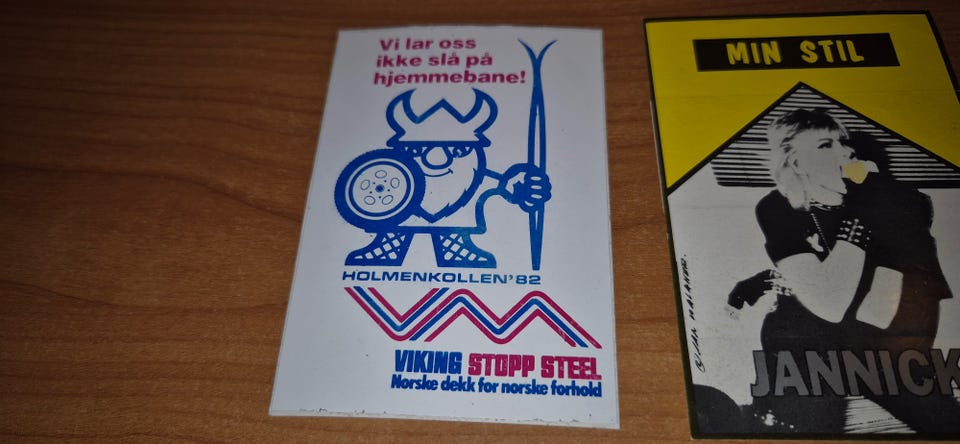 Vi lar oss
ikke slå på
hjemmebane!
HOLMENKOLLEN'82
VM
VIKING STOPP STEEL
Norske dekk for norske forhold
MIN STIL
JANNICK